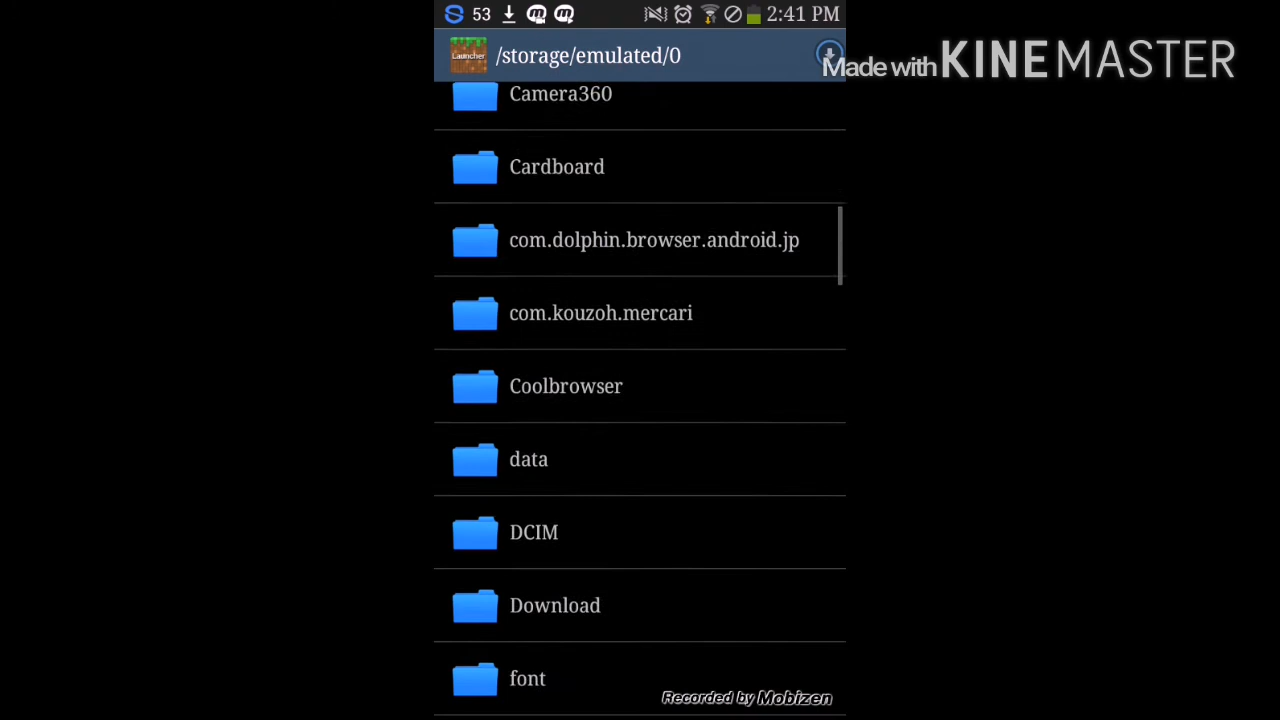 53 2:41 PM
Launcher /storage/emulated/0
Made with KINEMASTER
Camera360
Cardboard
com.dolphin.browser.android.jp
com.kouzoh.mercari
Coolbrowser
data
DCIM
Download
font
Recorded by Mobizen